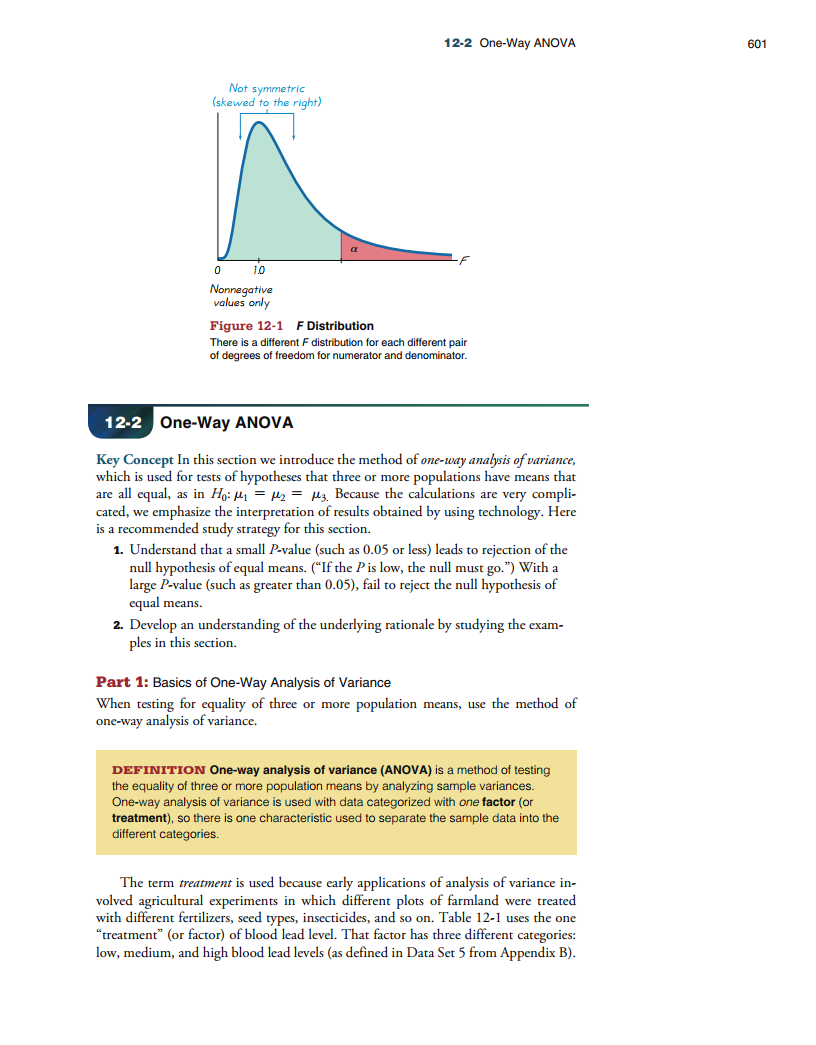 12-2 One-Way ANOVA 601
Not symmetric
(skewed to the right)
α
F
0 1.0
Nonnegative
values only
Figure 12-1 F Distribution
There is a different F distribution for each different pair
of degrees of freedom for numerator and denominator.
12-2 One-Way ANOVA
Key Concept In this section we introduce the method of one-way analysis of variance,
which is used for tests of hypotheses that three or more populations have means that
are all equal, as in H₀: μ₁ = μ₂ = μ₃. Because the calculations are very compli-
cated, we emphasize the interpretation of results obtained by using technology. Here
is a recommended study strategy for this section.
1. Understand that a small P-value (such as 0.05 or less) leads to rejection of the
null hypothesis of equal means. (“If the P is low, the null must go.”) With a
large P-value (such as greater than 0.05), fail to reject the null hypothesis of
equal means.
2. Develop an understanding of the underlying rationale by studying the exam-
ples in this section.
Part 1: Basics of One-Way Analysis of Variance
When testing for equality of three or more population means, use the method of
one-way analysis of variance.
DEFINITION One-way analysis of variance (ANOVA) is a method of testing
the equality of three or more population means by analyzing sample variances.
One-way analysis of variance is used with data categorized with one factor (or
treatment), so there is one characteristic used to separate the sample data into the
different categories.
The term treatment is used because early applications of analysis of variance in-
volved agricultural experiments in which different plots of farmland were treated
with different fertilizers, seed types, insecticides, and so on. Table 12-1 uses the one
“treatment” (or factor) of blood lead level. That factor has three different categories:
low, medium, and high blood lead levels (as defined in Data Set 5 from Appendix B).